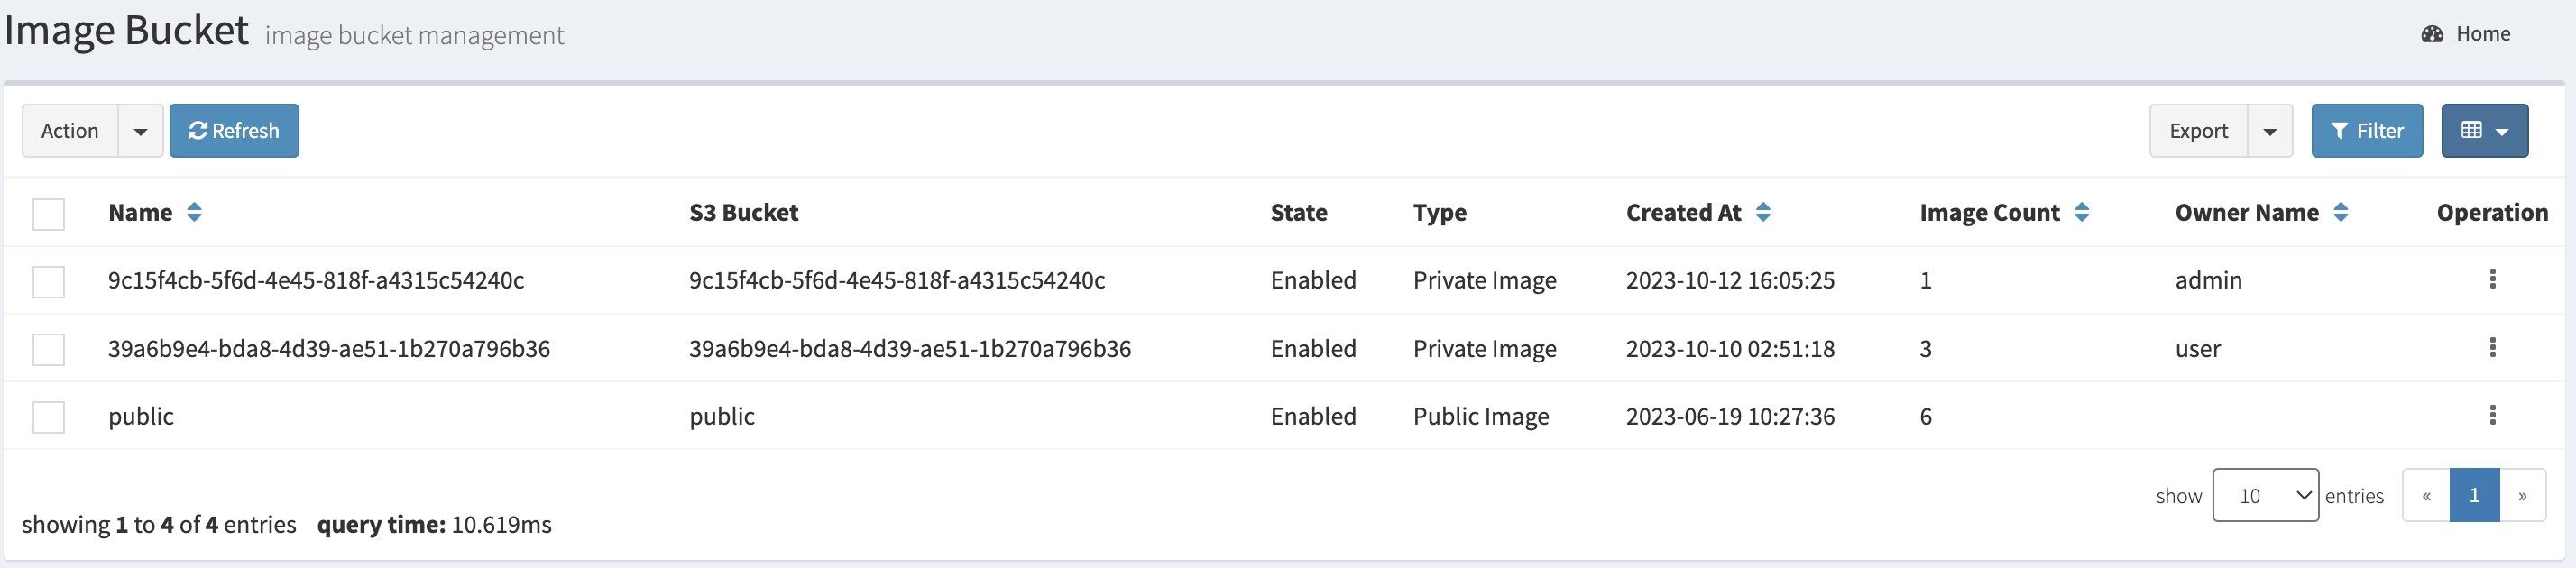 Image Bucket image bucket management Home
Action Refresh Export Filter
Name S3 Bucket State Type Created At Image Count Owner Name Operation
9c15f4cb-5f6d-4e45-818f-a4315c54240c 9c15f4cb-5f6d-4e45-818f-a4315c54240c Enabled Private Image 2023-10-12 16:05:25 1 admin
39a6b9e4-bda8-4d39-ae51-1b270a796b36 39a6b9e4-bda8-4d39-ae51-1b270a796b36 Enabled Private Image 2023-10-10 02:51:18 3 user
public public Enabled Public Image 2023-06-19 10:27:36 6
show 10 entries « 1 »
showing 1 to 4 of 4 entries query time: 10.619ms